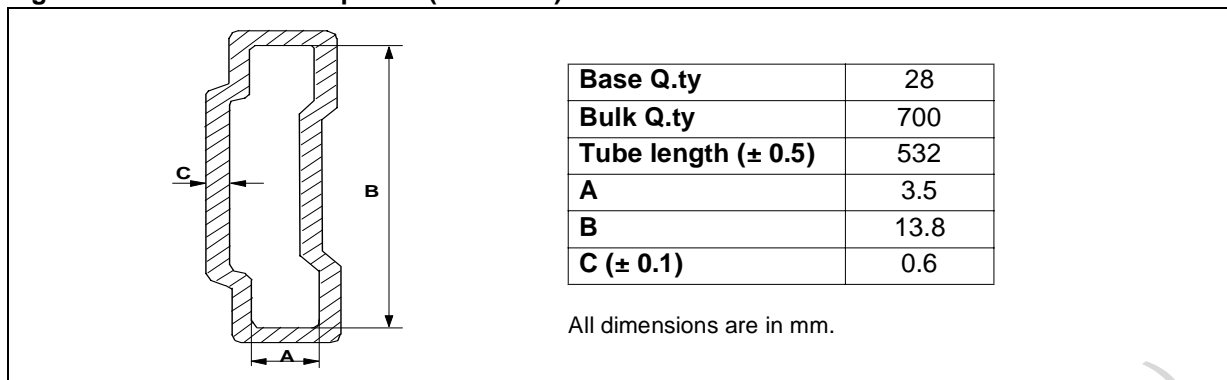 C
B
A
Base Q.ty 28
Bulk Q.ty 700
Tube length (± 0.5) 532
A 3.5
B 13.8
C (± 0.1) 0.6
All dimensions are in mm.